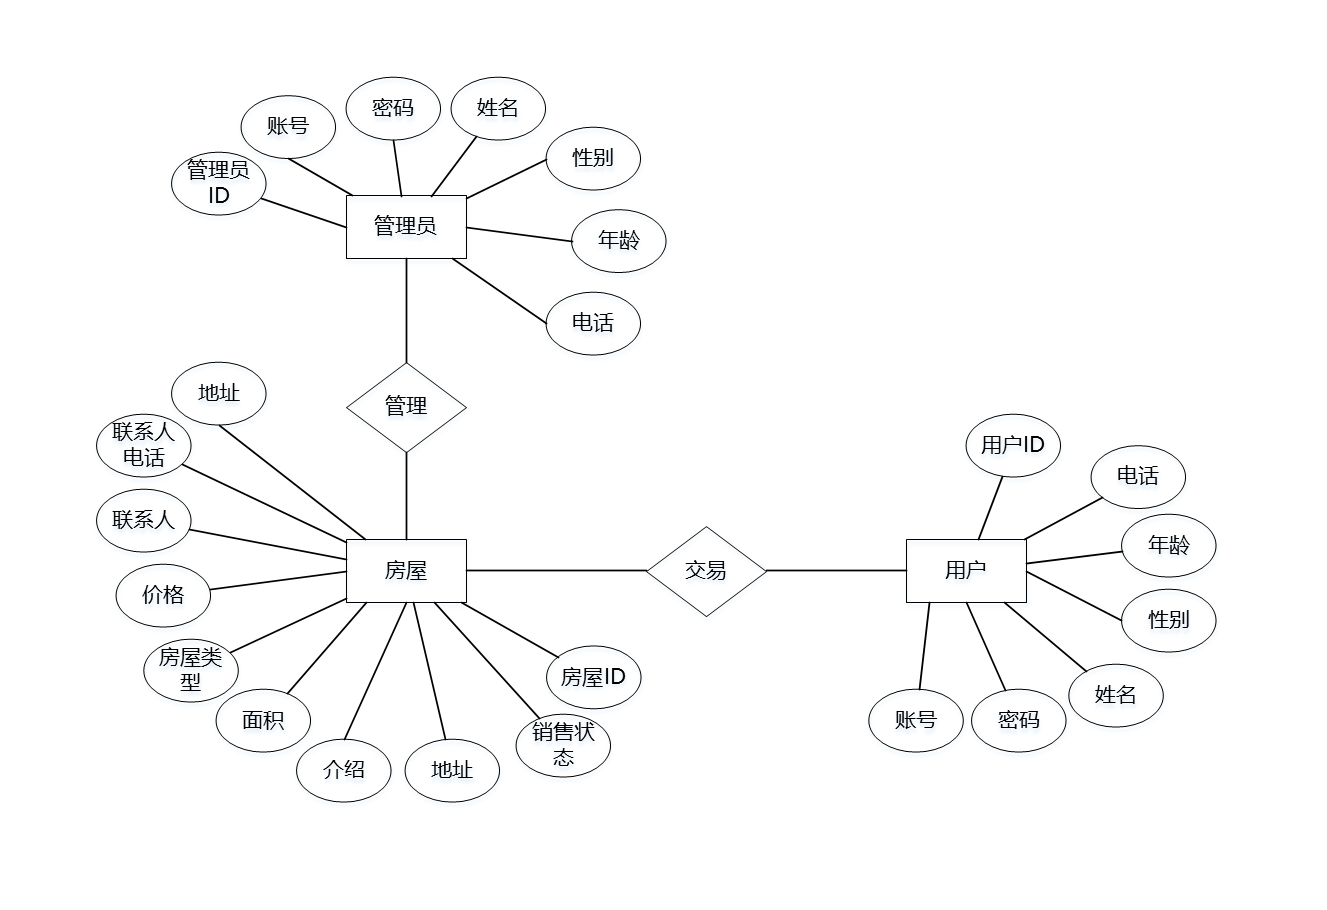 密码
姓名
账号
性别
管理员
ID
管理员
年龄
电话
地址
管理
联系人
电话
用户ID
电话
联系人
年龄
房屋
交易
用户
价格
性别
房屋类
型
房屋ID
姓名
面积
账号
密码
销售状
态
介绍
地址